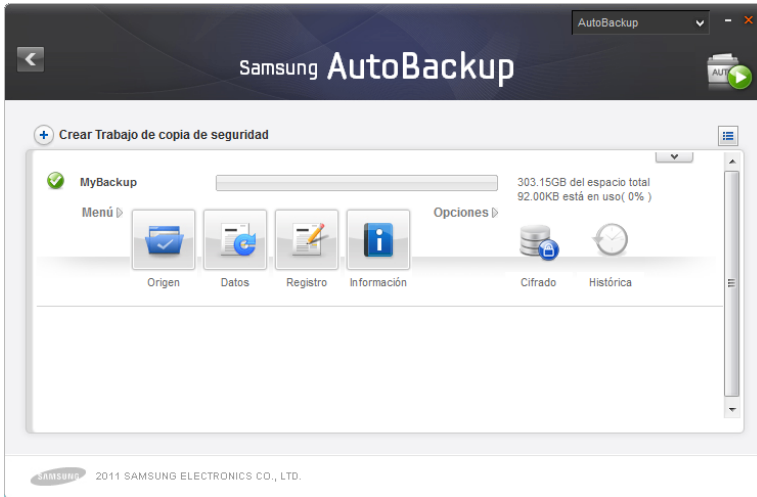 AutoBackup
Samsung AutoBackup
AUT
Crear Trabajo de copia de seguridad
MyBackup
303.15GB del espacio total
92.00KB está en uso( 0% )
Menú
Opciones
Origen
Datos
Registro
Información
Cifrado
Histórica
SAMSUNG 2011 SAMSUNG ELECTRONICS CO., LTD.